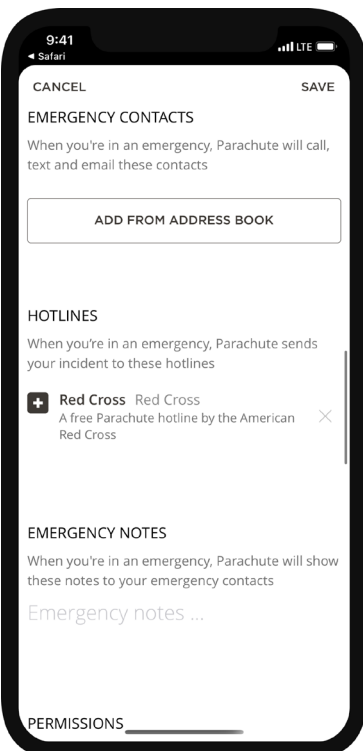 9:41
LTE
◀ Safari
CANCEL
SAVE
EMERGENCY CONTACTS
When you're in an emergency, Parachute will call,
text and email these contacts
ADD FROM ADDRESS BOOK
HOTLINES
When you're in an emergency, Parachute sends
your incident to these hotlines
Red Cross Red Cross
A free Parachute hotline by the American
Red Cross
EMERGENCY NOTES
When you're in an emergency, Parachute will show
these notes to your emergency contacts
Emergency notes ...
PERMISSIONS